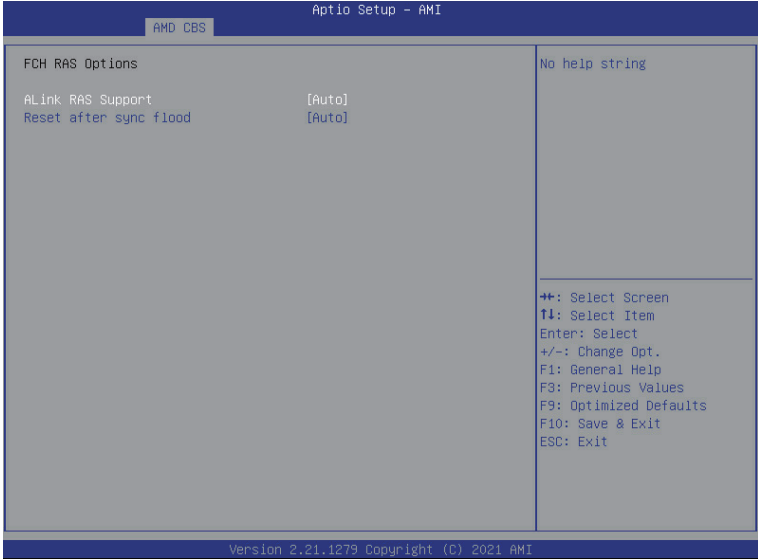 Aptio Setup – AMI
AMD CBS
FCH RAS Options
ALink RAS Support [Auto]
Reset after sync flood [Auto]
No help string
→←: Select Screen
↑↓: Select Item
Enter: Select
+/-: Change Opt.
F1: General Help
F3: Previous Values
F9: Optimized Defaults
F10: Save & Exit
ESC: Exit
Version 2.21.1279 Copyright (C) 2021 AMI